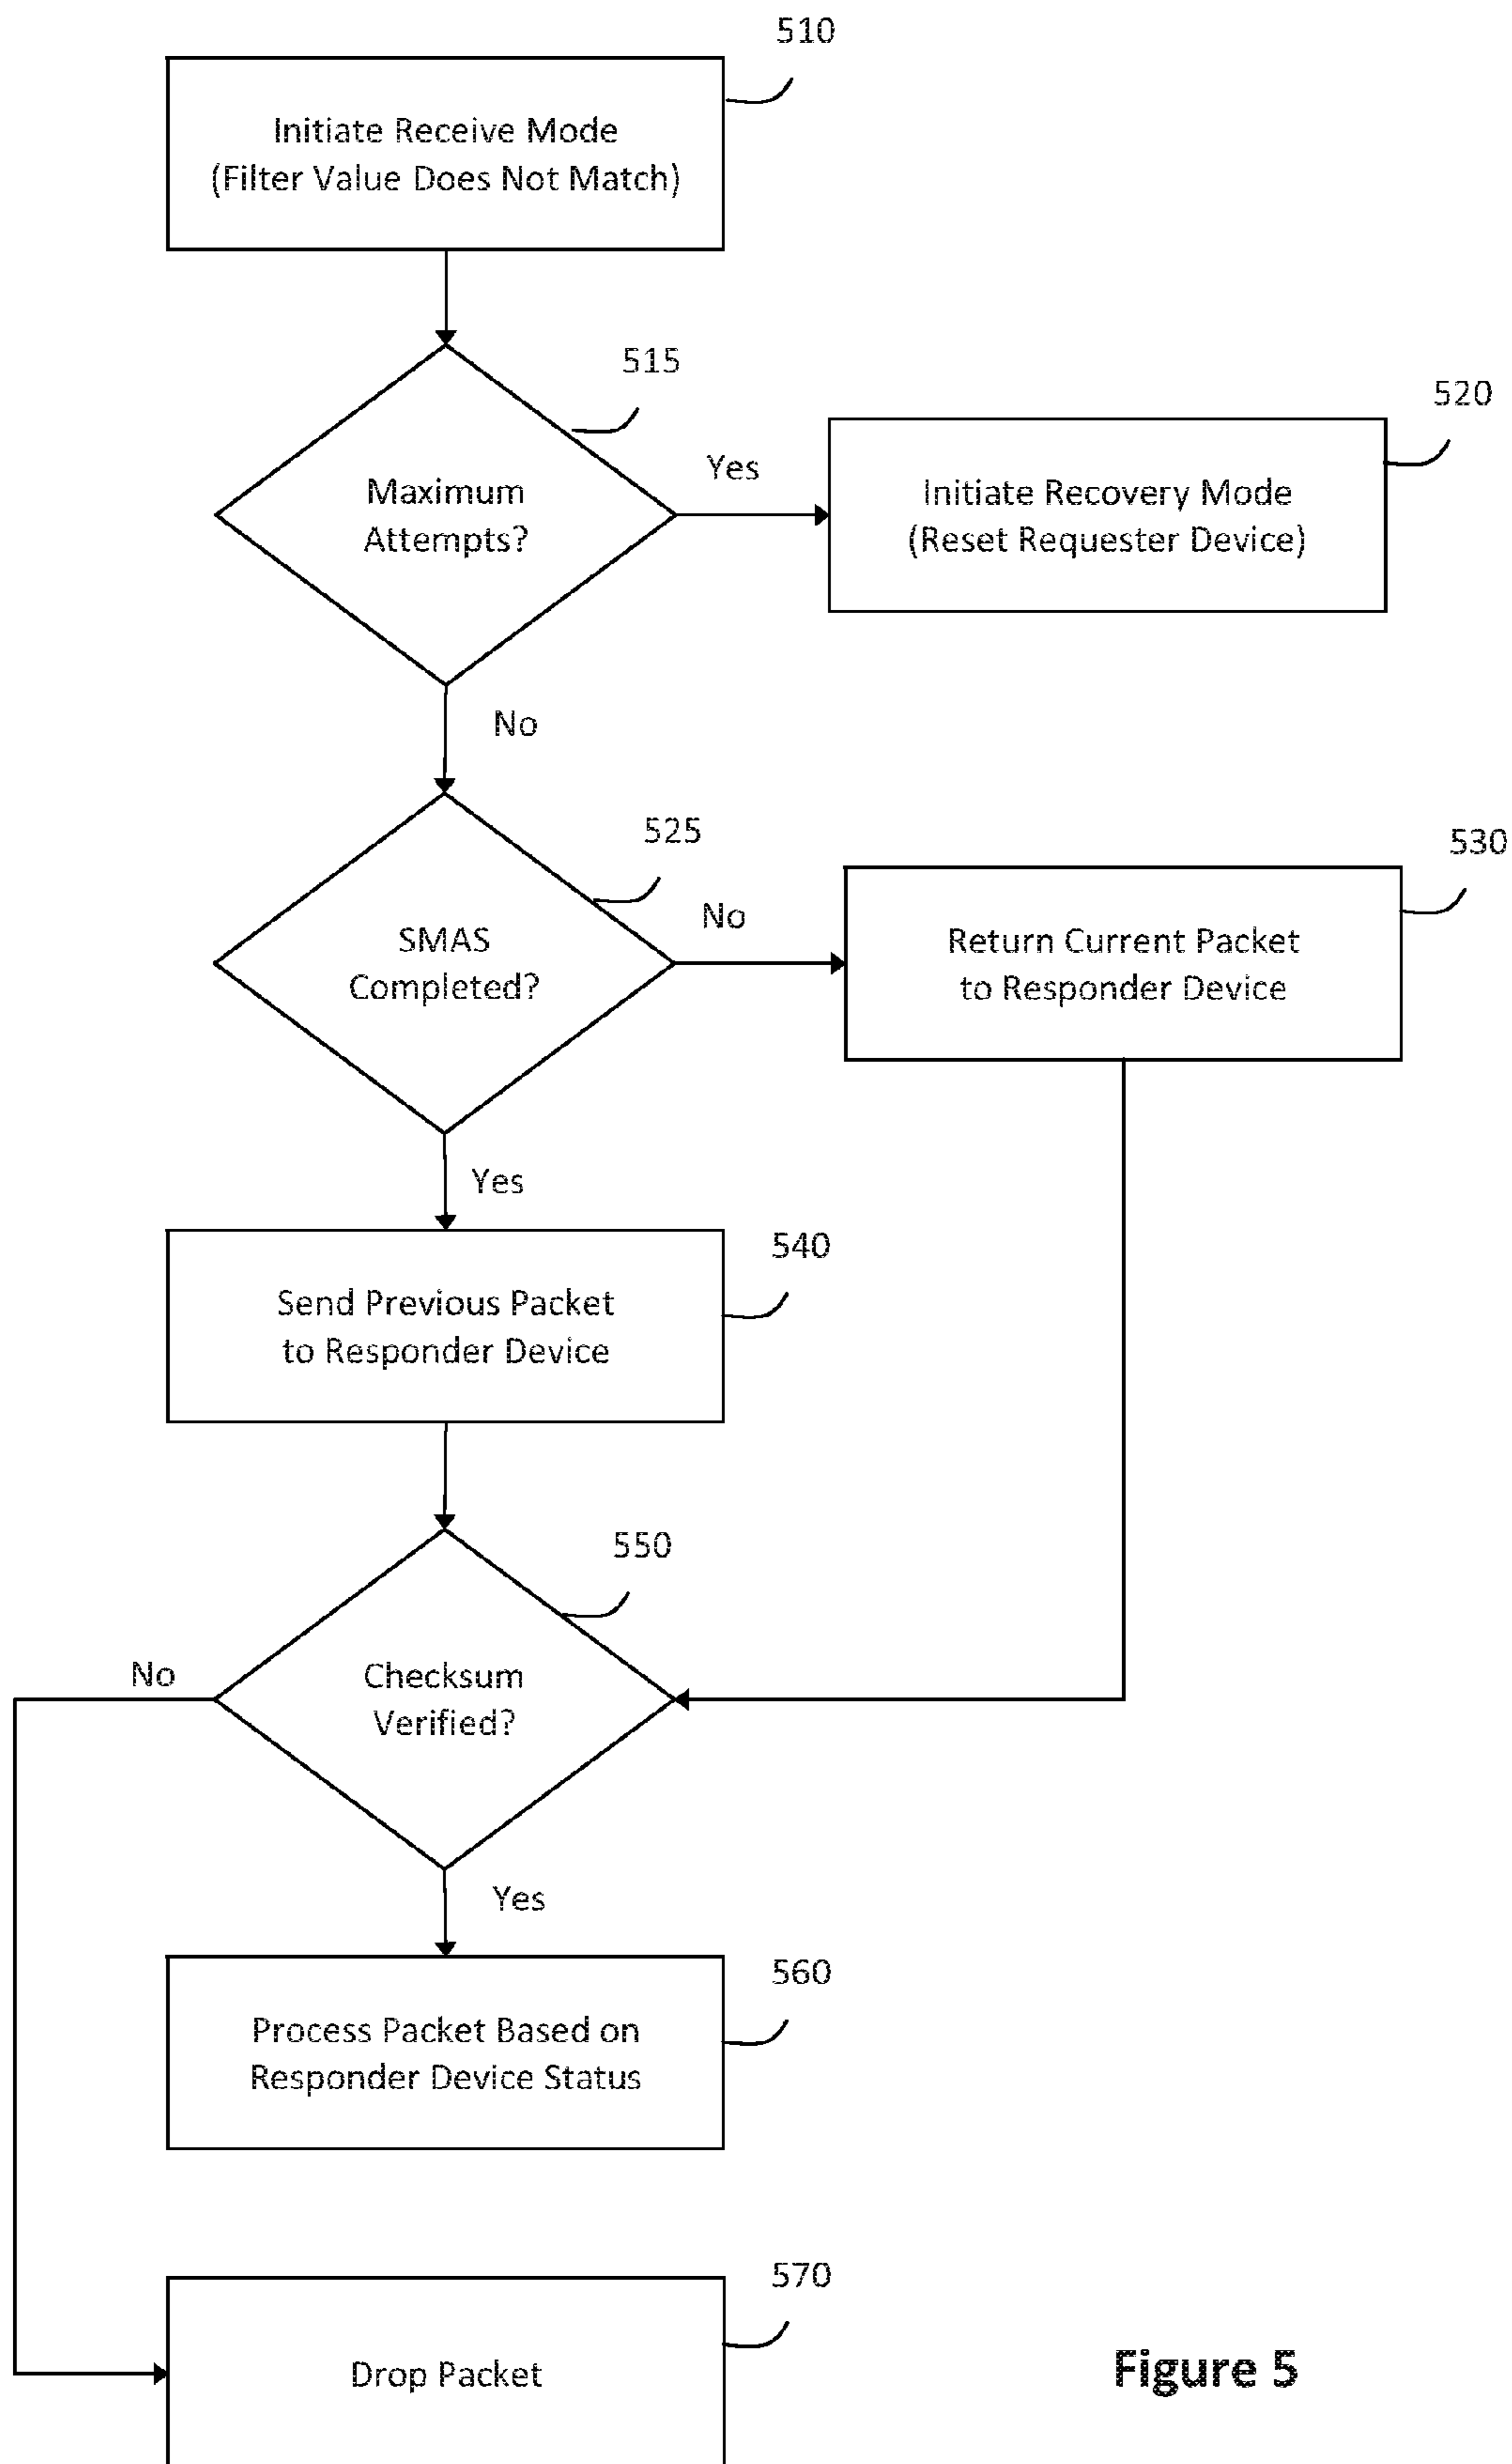 510
Initiate Receive Mode
(Filter Value Does Not Match)
515
Maximum
Attempts?
Yes
520
Initiate Recovery Mode
(Reset Requester Device)
No
525
SMAS
Completed?
No
530
Return Current Packet
to Responder Device
Yes
540
Send Previous Packet
to Responder Device
550
Checksum
Verified?
No
Yes
560
Process Packet Based on
Responder Device Status
570
Drop Packet
Figure 5